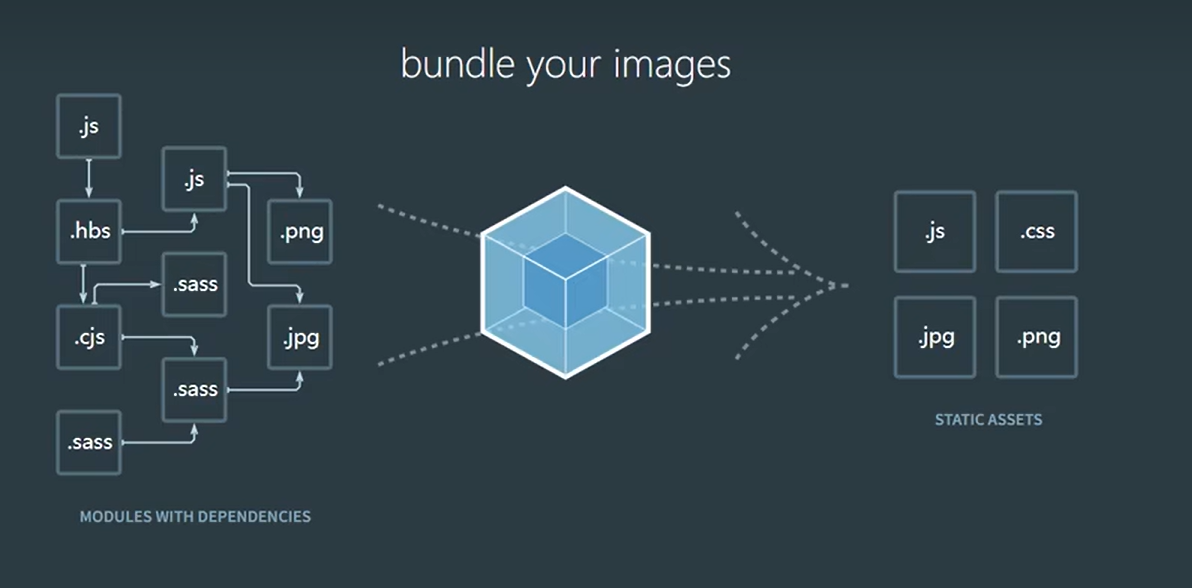 bundle your images
.js
.js
.hbs
.png
.sass
.cjs
.jpg
.sass
.sass
MODULES WITH DEPENDENCIES
.js
.css
.jpg
.png
STATIC ASSETS